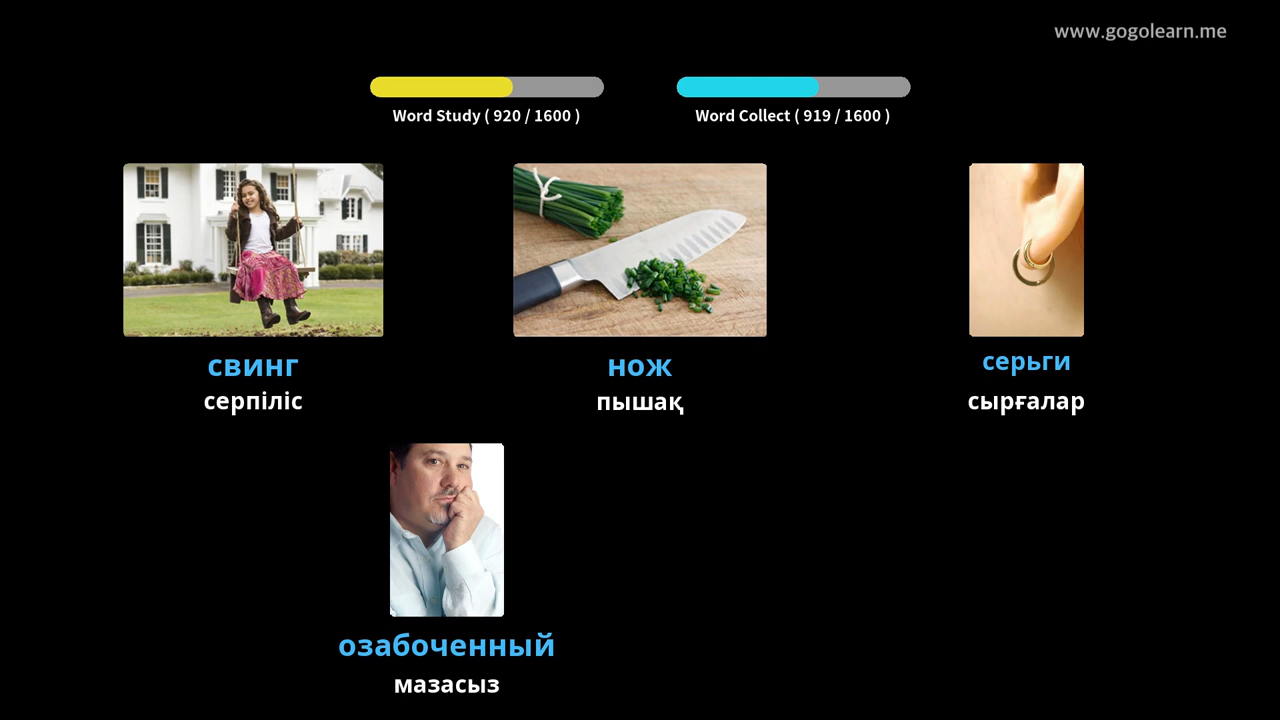 www.gogolearn.me
Word Study ( 920 / 1600 )
Word Collect ( 919 / 1600 )
свинг
серпіліс
нож
пышақ
серьги
сырғалар
озабоченный
мазасыз